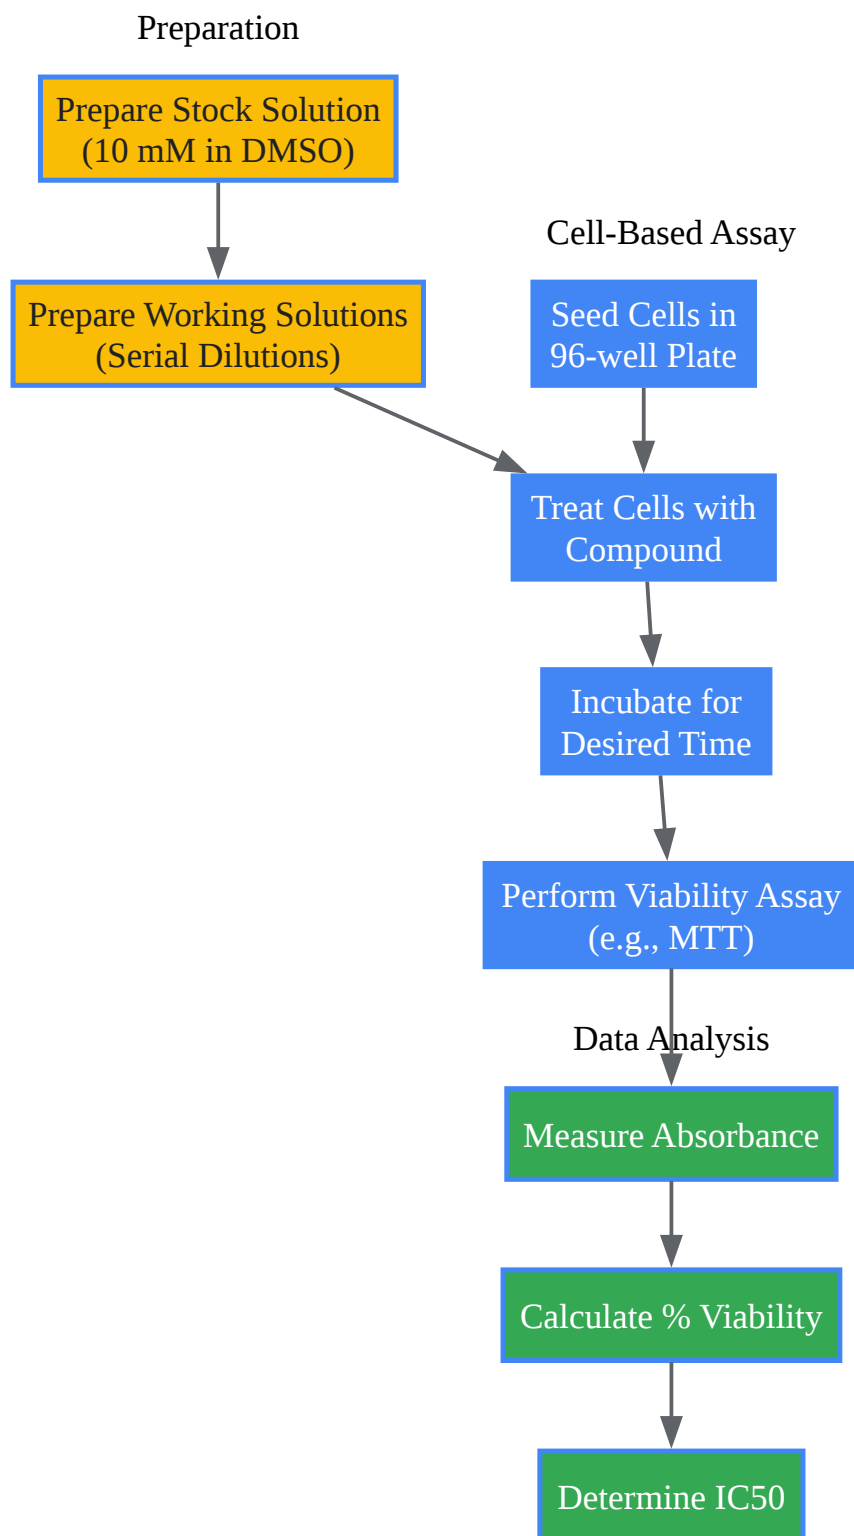 Preparation
Prepare Stock Solution
(10 mM in DMSO)
Prepare Working Solutions
(Serial Dilutions)
Cell-Based Assay
Seed Cells in
96-well Plate
Treat Cells with
Compound
Incubate for
Desired Time
Perform Viability Assay
(e.g., MTT)
Data Analysis
Measure Absorbance
Calculate % Viability
Determine IC50